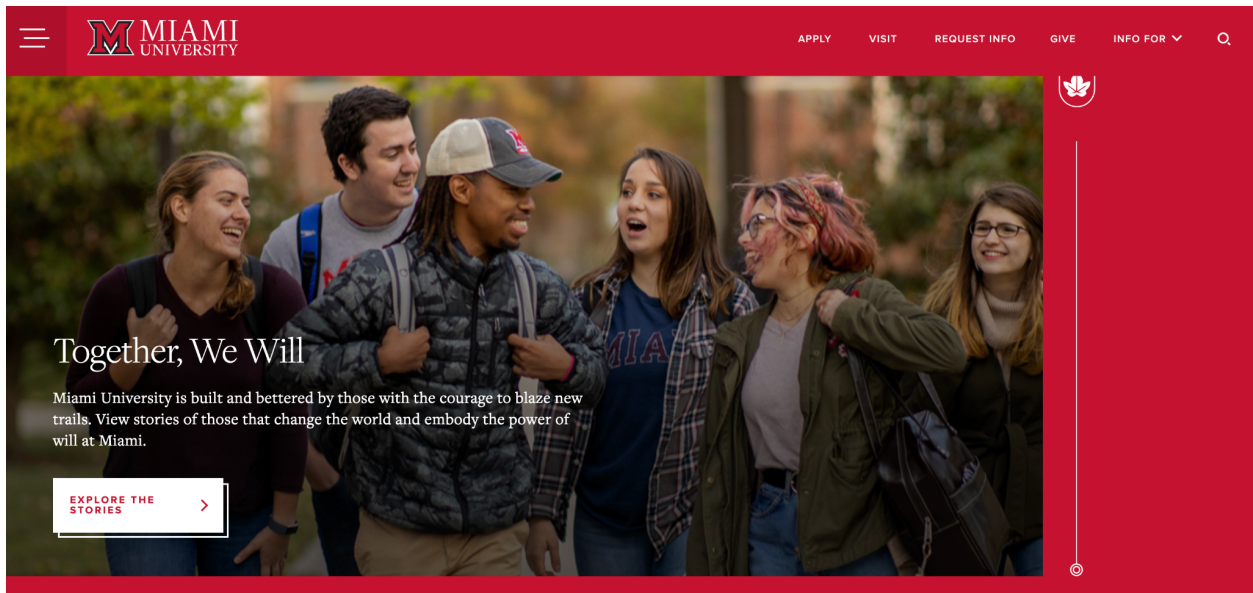 MIAMI
UNIVERSITY
APPLY VISIT REQUEST INFO GIVE INFO FOR
M
MIAMI
Together, We Will
Miami University is built and bettered by those with the courage to blaze new
trails. View stories of those that change the world and embody the power of
will at Miami.
EXPLORE THE
STORIES